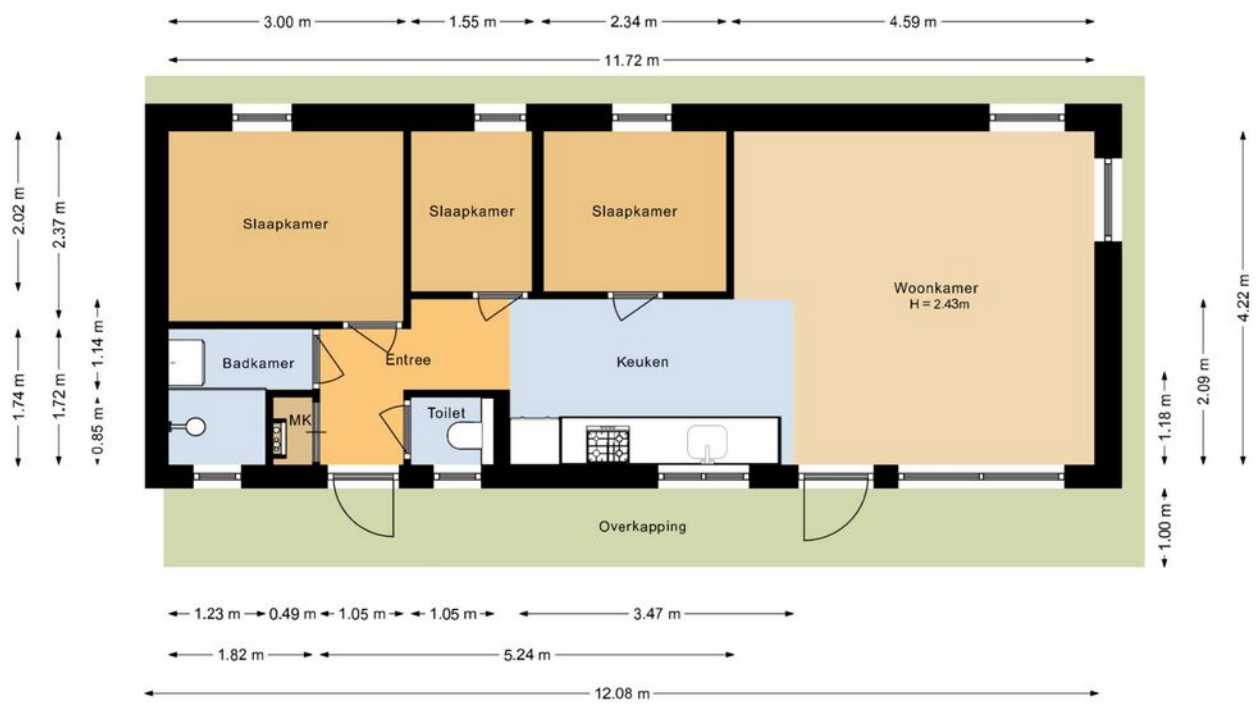 3.00 m
1.55 m
2.34 m
4.59 m
11.72 m
2.02 m
2.37 m
1.14 m
1.74 m
1.72 m
0.85 m
Slaapkamer
Slaapkamer
Slaapkamer
Woonkamer
H = 2.43m
Badkamer
Entree
Keuken
MK
Toilet
Overkapping
4.22 m
2.09 m
1.18 m
1.00 m
1.23 m
0.49 m
1.05 m
1.05 m
3.47 m
1.82 m
5.24 m
12.08 m